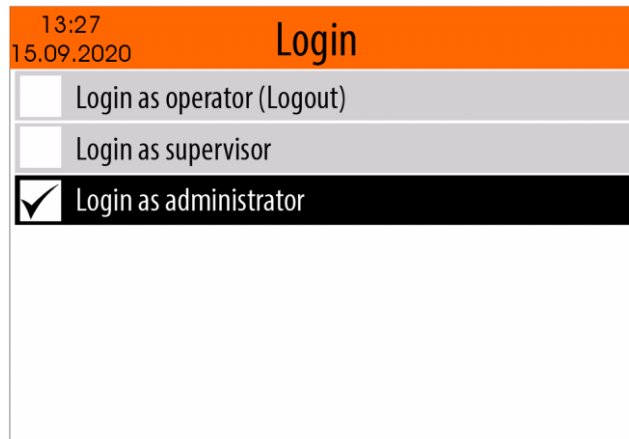 13:27
15.09.2020
Login
Login as operator (Logout)
Login as supervisor
Login as administrator